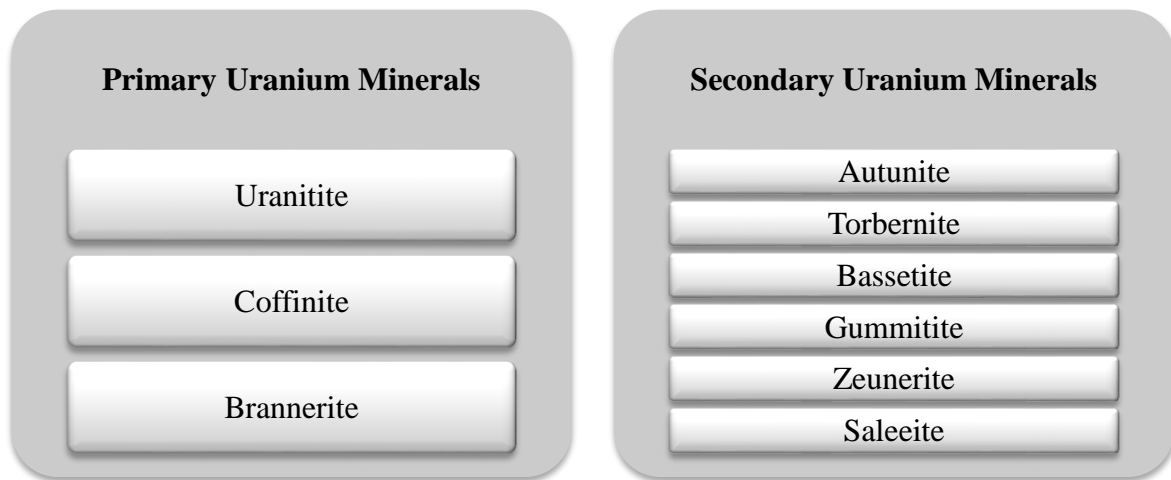 Primary Uranium Minerals
Uranitite
Coffinite
Brannerite
Secondary Uranium Minerals
Autunite
Torbernite
Bassetite
Gummitite
Zeunerite
Saleeite